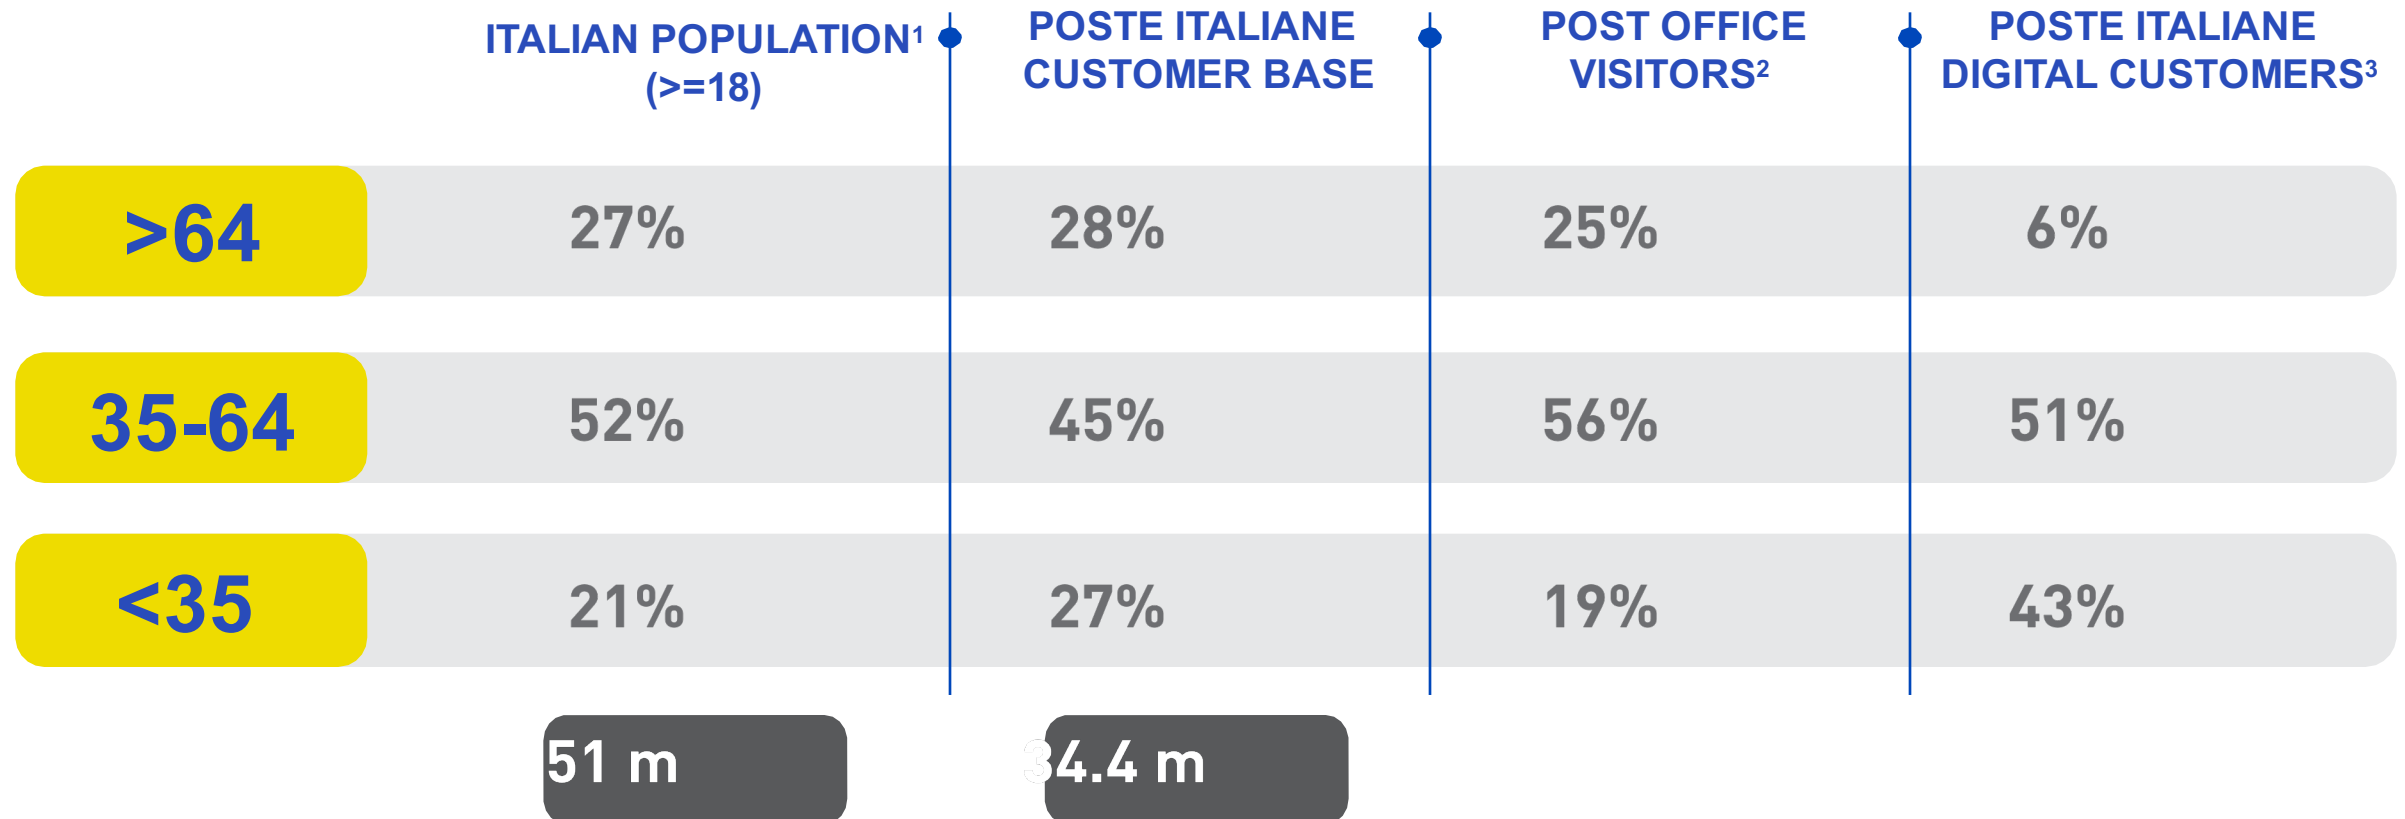 ITALIAN POPULATION¹
(>=18)
POSTE ITALIANE
CUSTOMER BASE
POST OFFICE
VISITORS²
POSTE ITALIANE
DIGITAL CUSTOMERS³
>64 27% 28% 25% 6%
35-64 52% 45% 56% 51%
<35 21% 27% 19% 43%
51 m 34.4 m